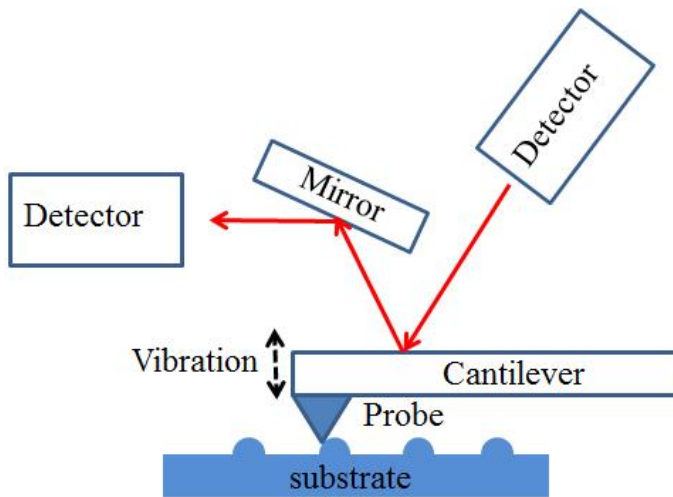 Detector
Mirror
Detector
Vibration
Cantilever
Probe
substrate